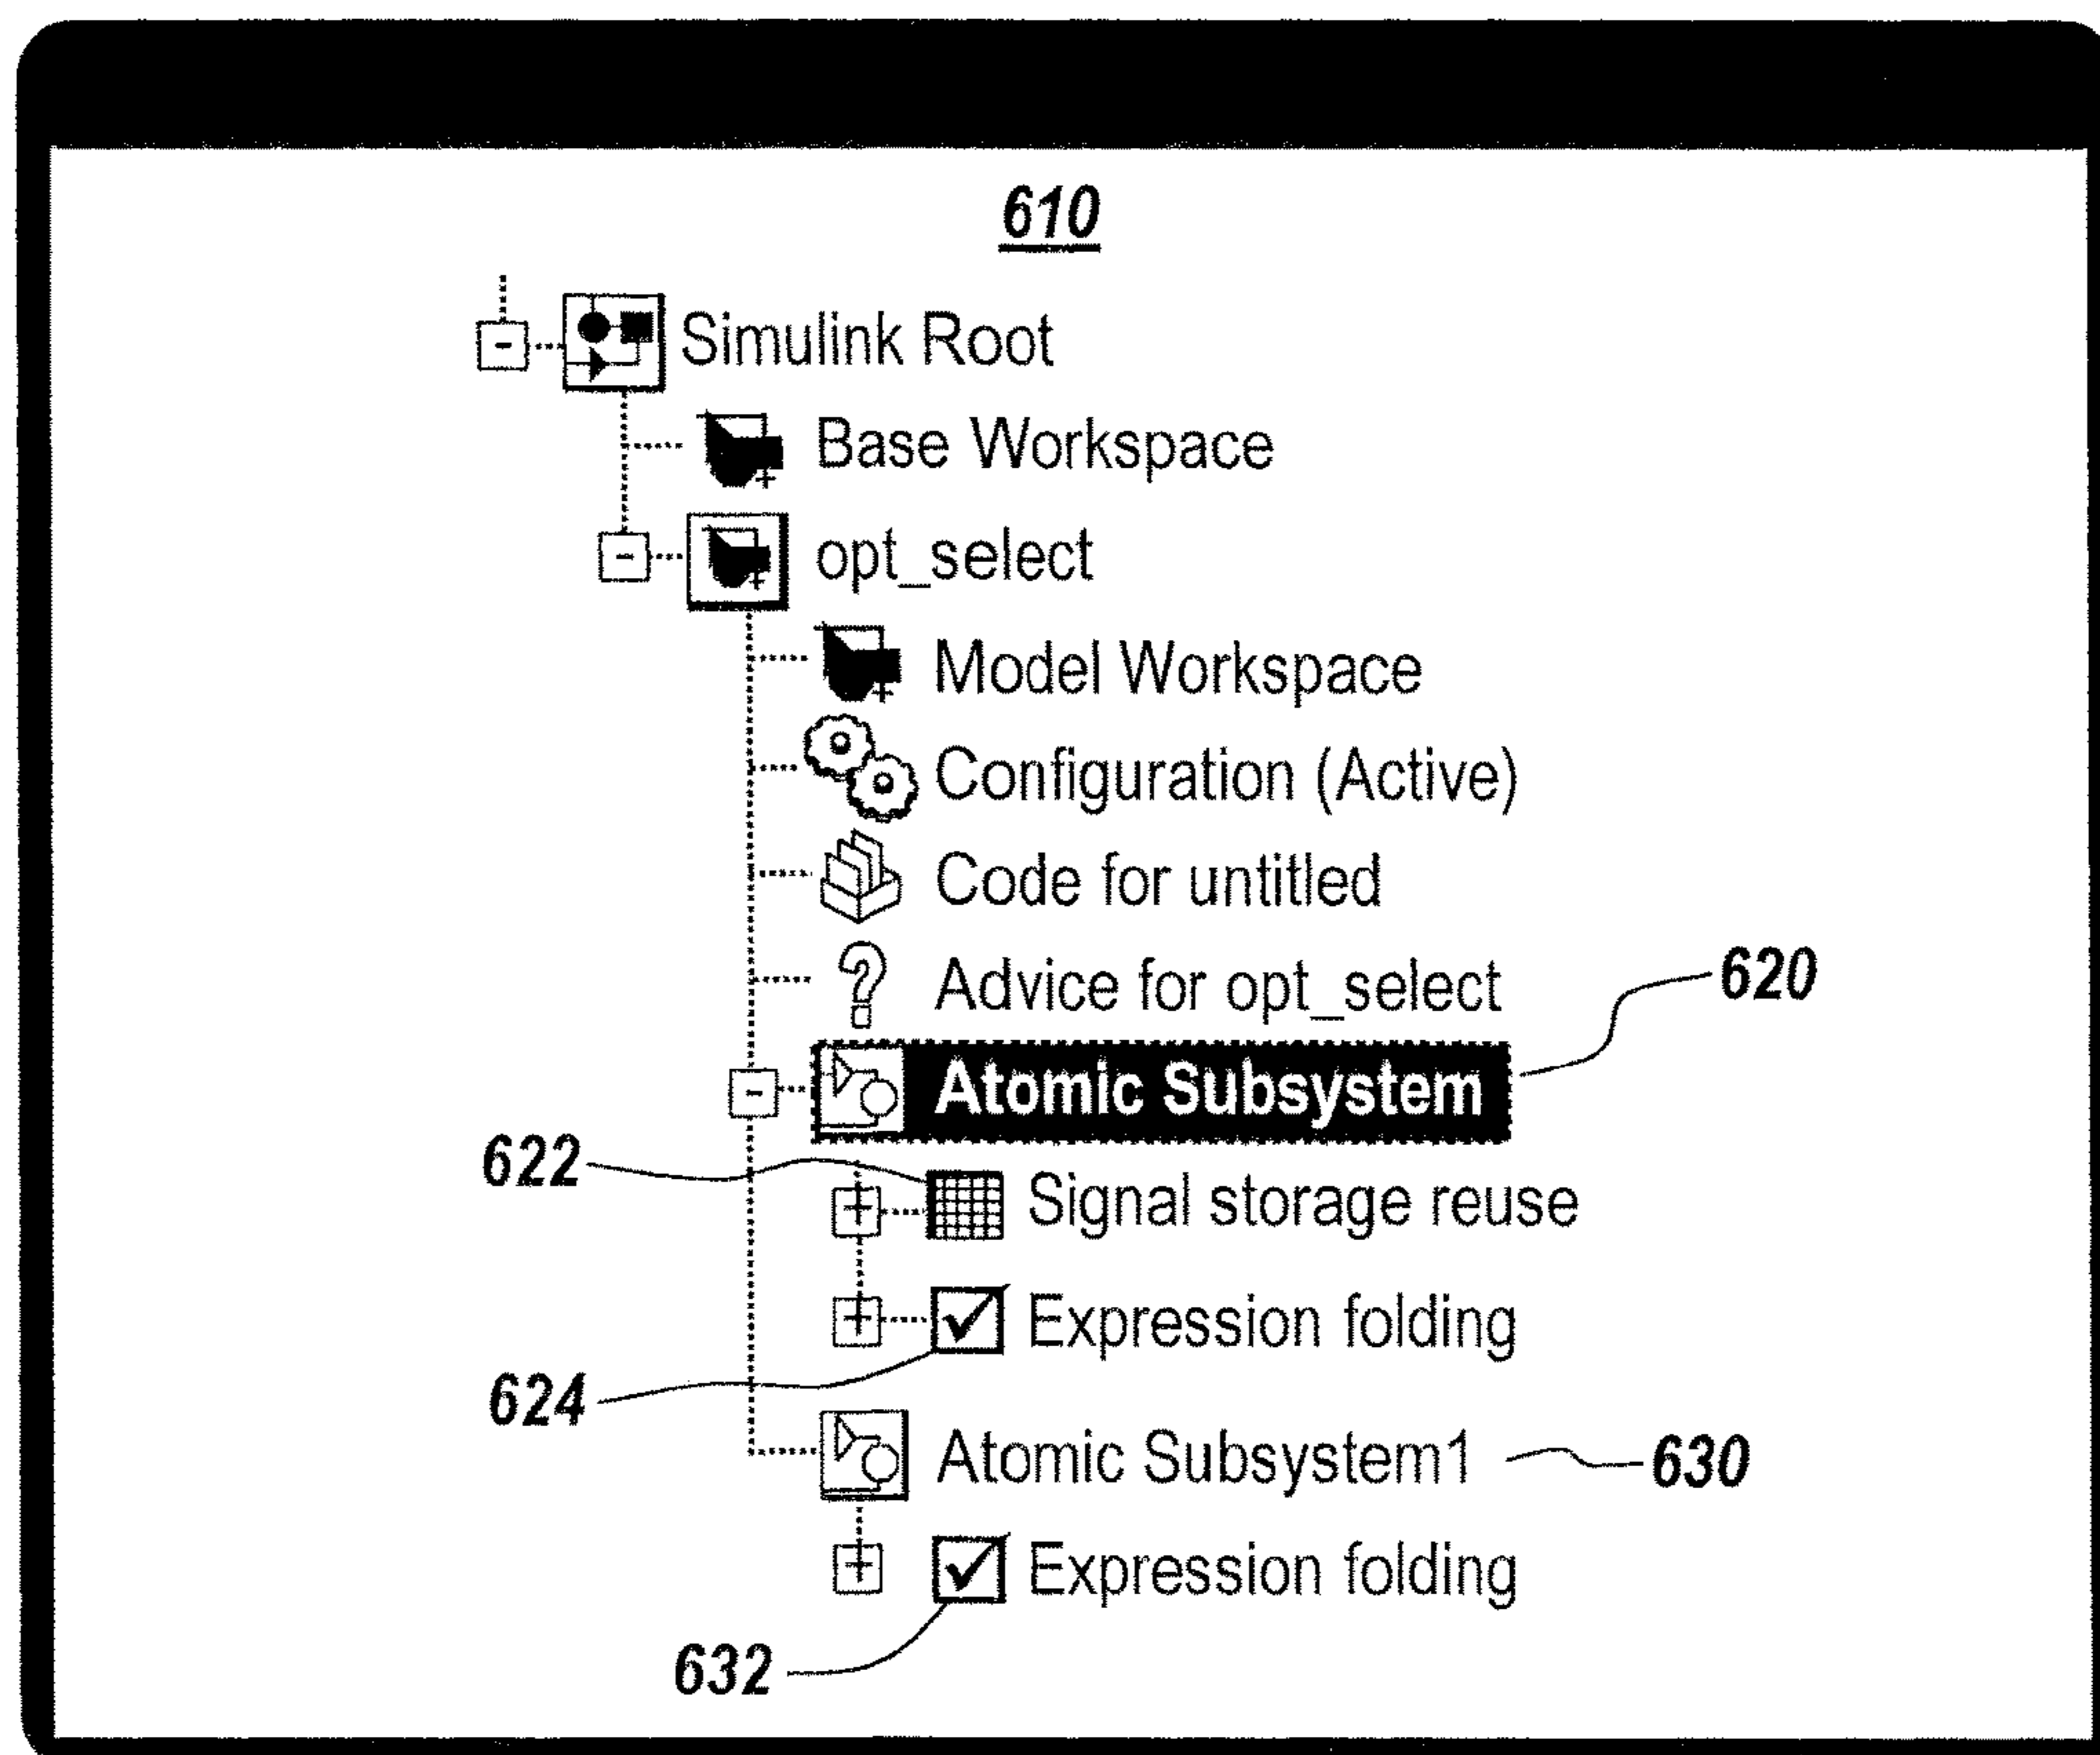 610
Simulink Root
Base Workspace
opt_select
Model Workspace
Configuration (Active)
Code for untitled
Advice for opt_select
620
Atomic Subsystem
622
Signal storage reuse
Expression folding
624
Atomic Subsystem1
630
Expression folding
632